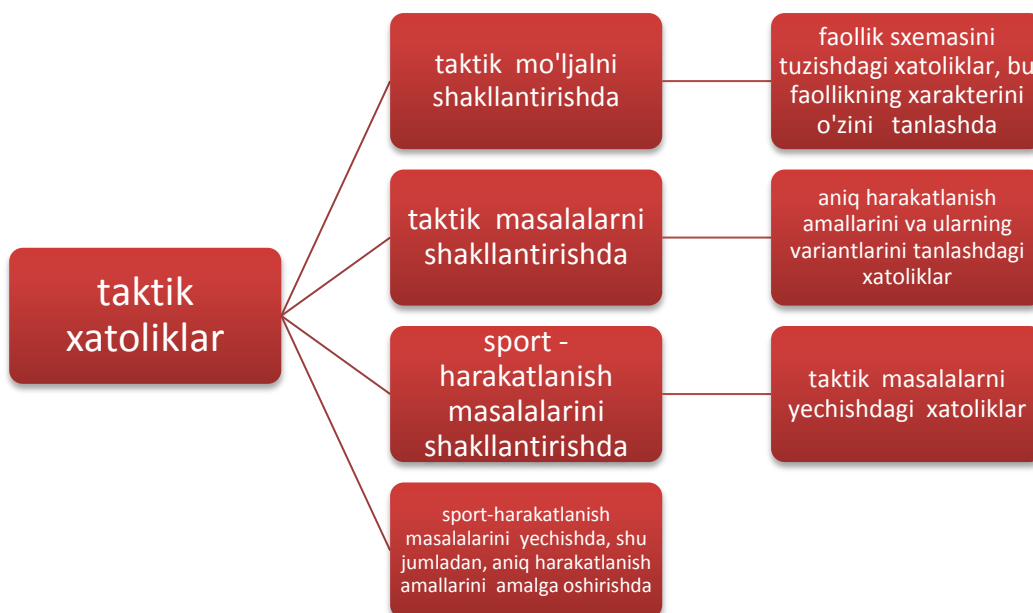 taktik
xatoliklar
taktik mo'ljalni
shakllantirishda
faollik sxemasini
tuzishdagi xatoliklar, bu
faollikning xarakterini
o'zini tanlashda
taktik masalalarni
shakllantirishda
aniq harakatlanish
amallarini va ularning
variantlarini tanlashdagi
xatoliklar
sport -
harakatlanish
masalalarini
shakllantirishda
taktik masalalarni
yechishdagi xatoliklar
sport-harakatlanish
masalalarini yechishda, shu
jumladan, aniq harakatlanish
amallarini amalga oshirishda